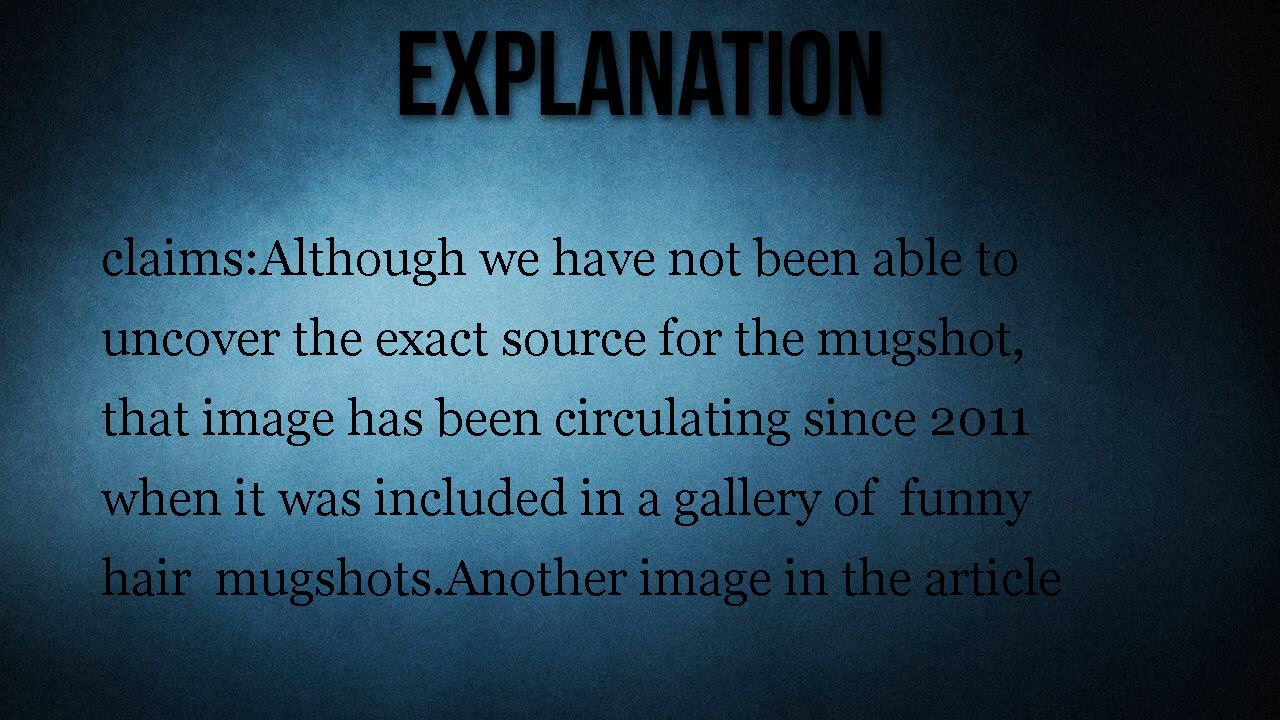 EXPLANATION
claims:Although we have not been able to
uncover the exact source for the mugshot,
that image has been circulating since 2011
when it was included in a gallery of  funny
hair  mugshots.Another image in the article